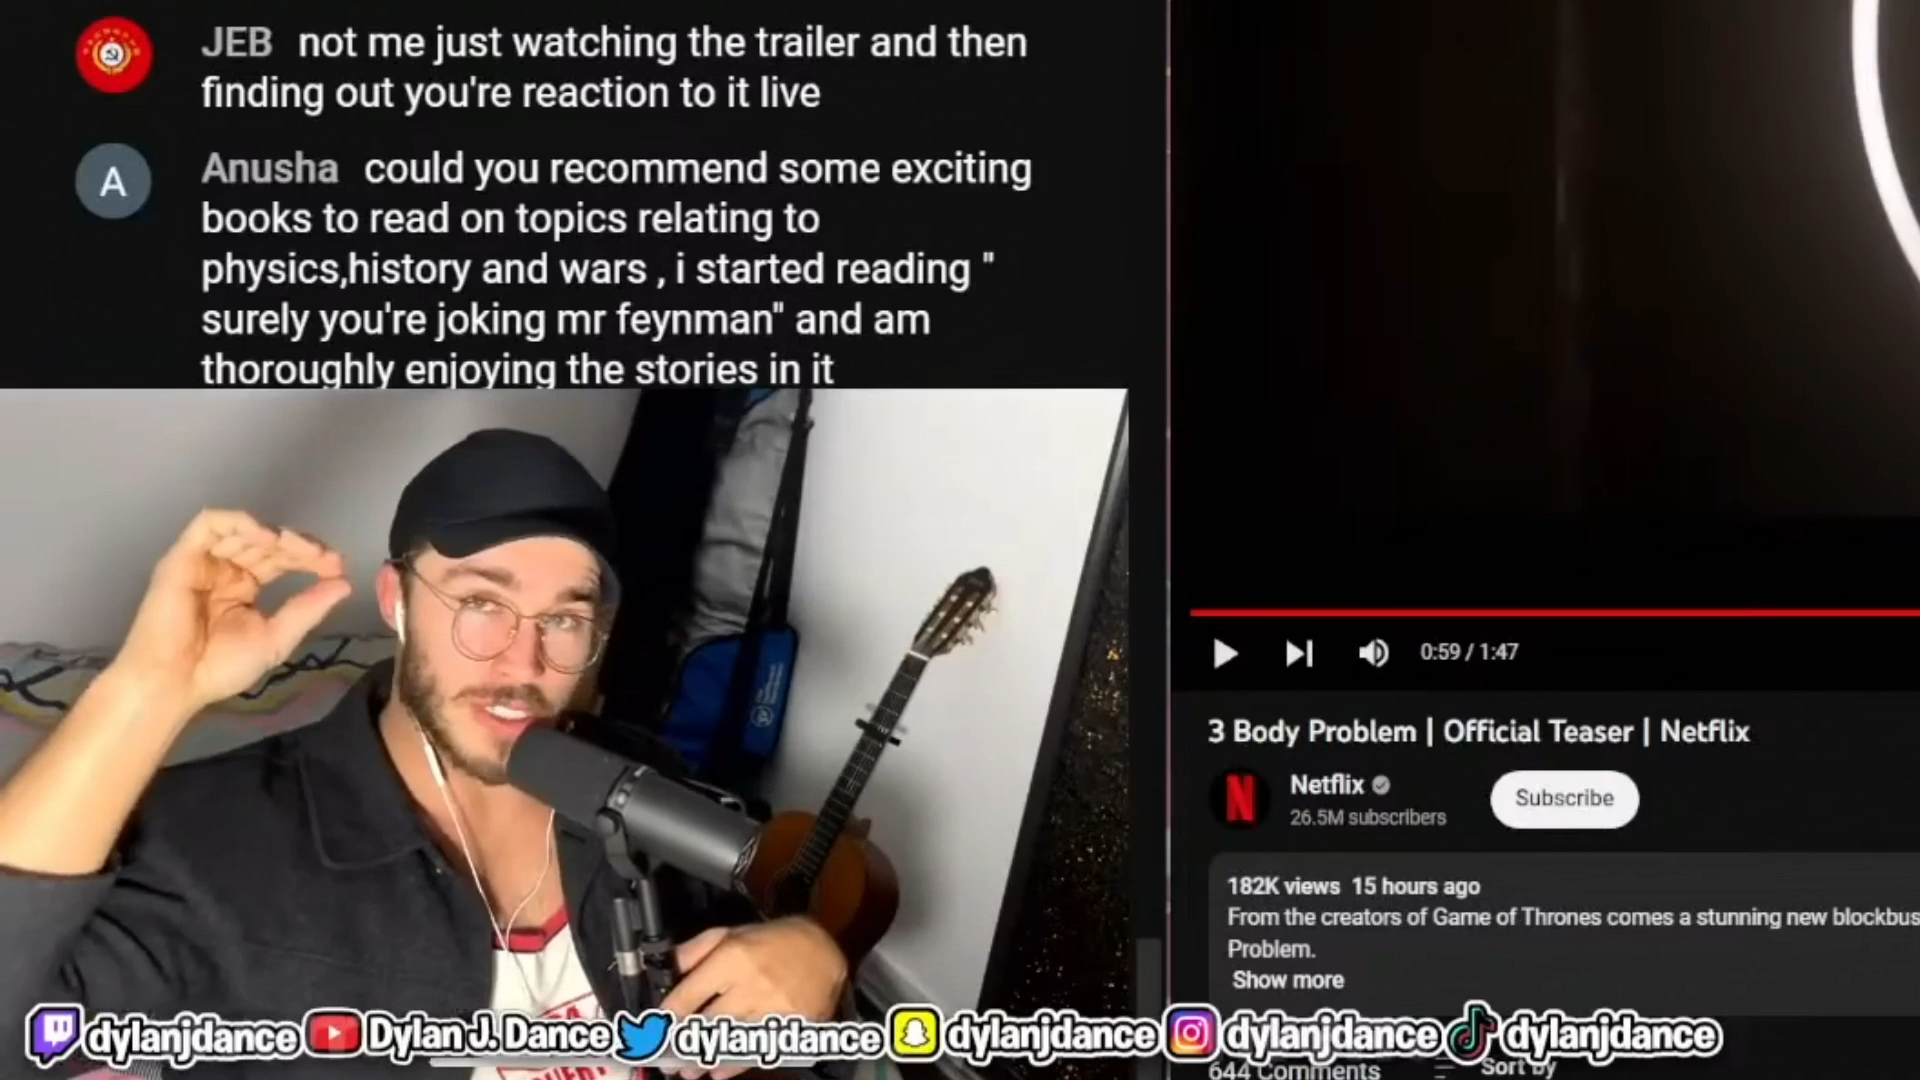 JEB not me just watching the trailer and then
finding out you're reaction to it live
A
Anusha could you recommend some exciting
books to read on topics relating to
physics,history and wars , i started reading "
surely you're joking mr feynman" and am
thoroughly enjoying the stories in it
0:59 / 1:47
3 Body Problem | Official Teaser | Netflix
N
Netflix
26.5M subscribers
Subscribe
182K views 15 hours ago
From the creators of Game of Thrones comes a stunning new blockbus
Problem.
Show more
dylanjdance Dylan J. Dance dylanjdance dylanjdance dylanjdance dylanjdance
644 Comments
Sort by